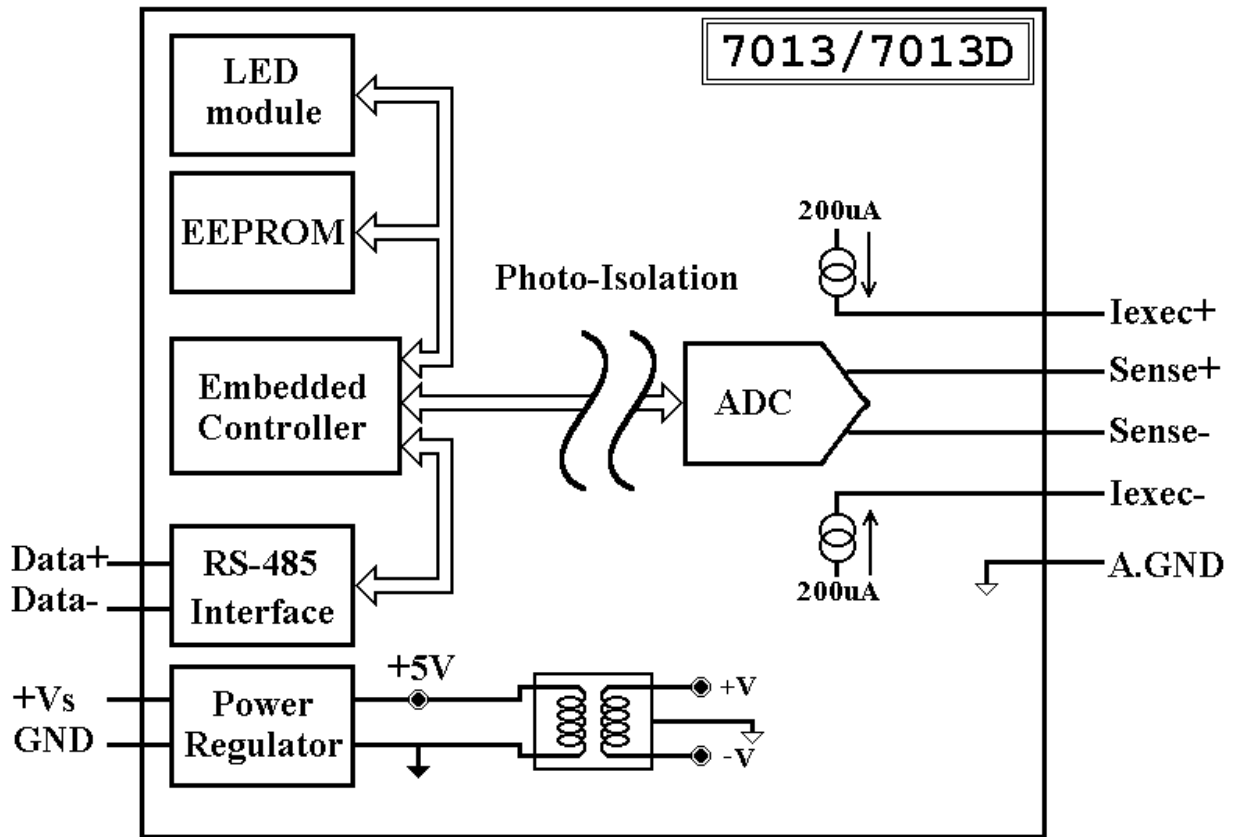 7013/7013D
LED
module
EEPROM
200uA
Photo-Isolation
Iexec+
Sense+
Embedded
Controller
ADC
Sense-
Iexec-
Data+
RS-485
200uA
A.GND
Data-
Interface
+5V
+Vs
Power
+V
GND
Regulator
-V